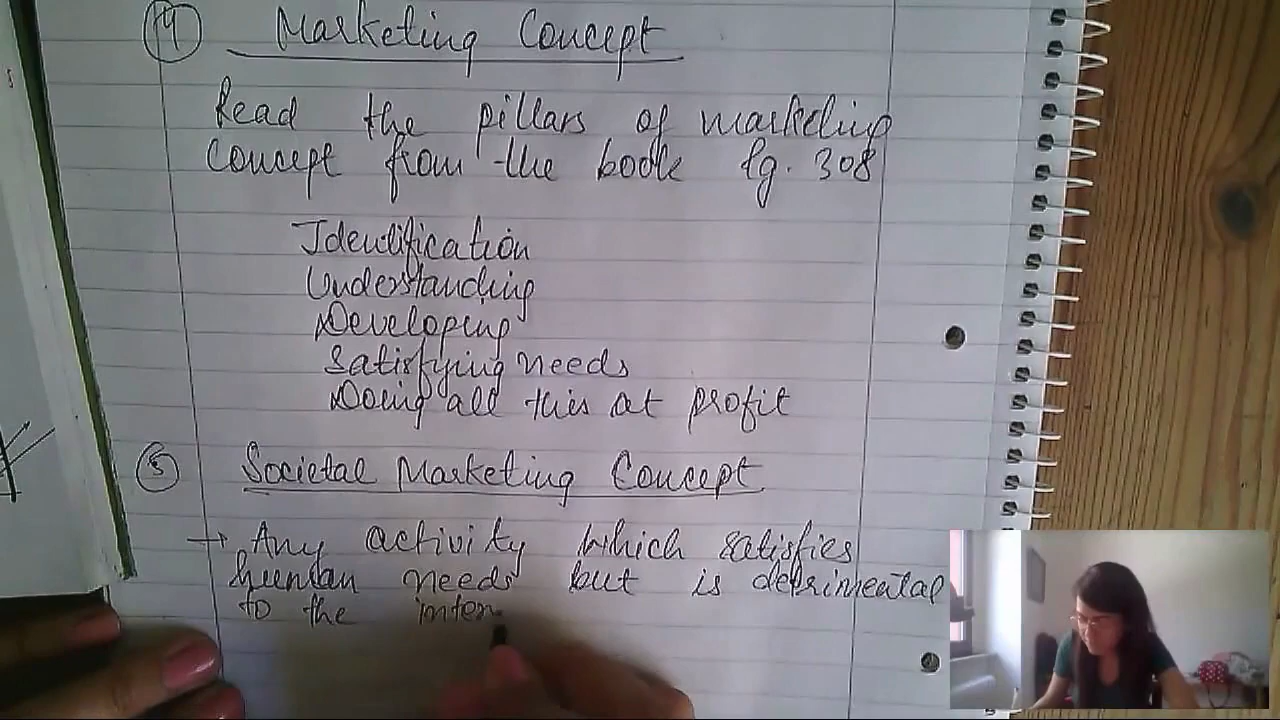 4 Marketing Concept
Read the pillars of marketing
Concept from the book Pg. 308
Identification
Understanding
Developing
Satisfying needs
Doing all this at profit
5 Societal Marketing Concept
→ Any activity which satisfies
human needs but is detrimental
to the inter